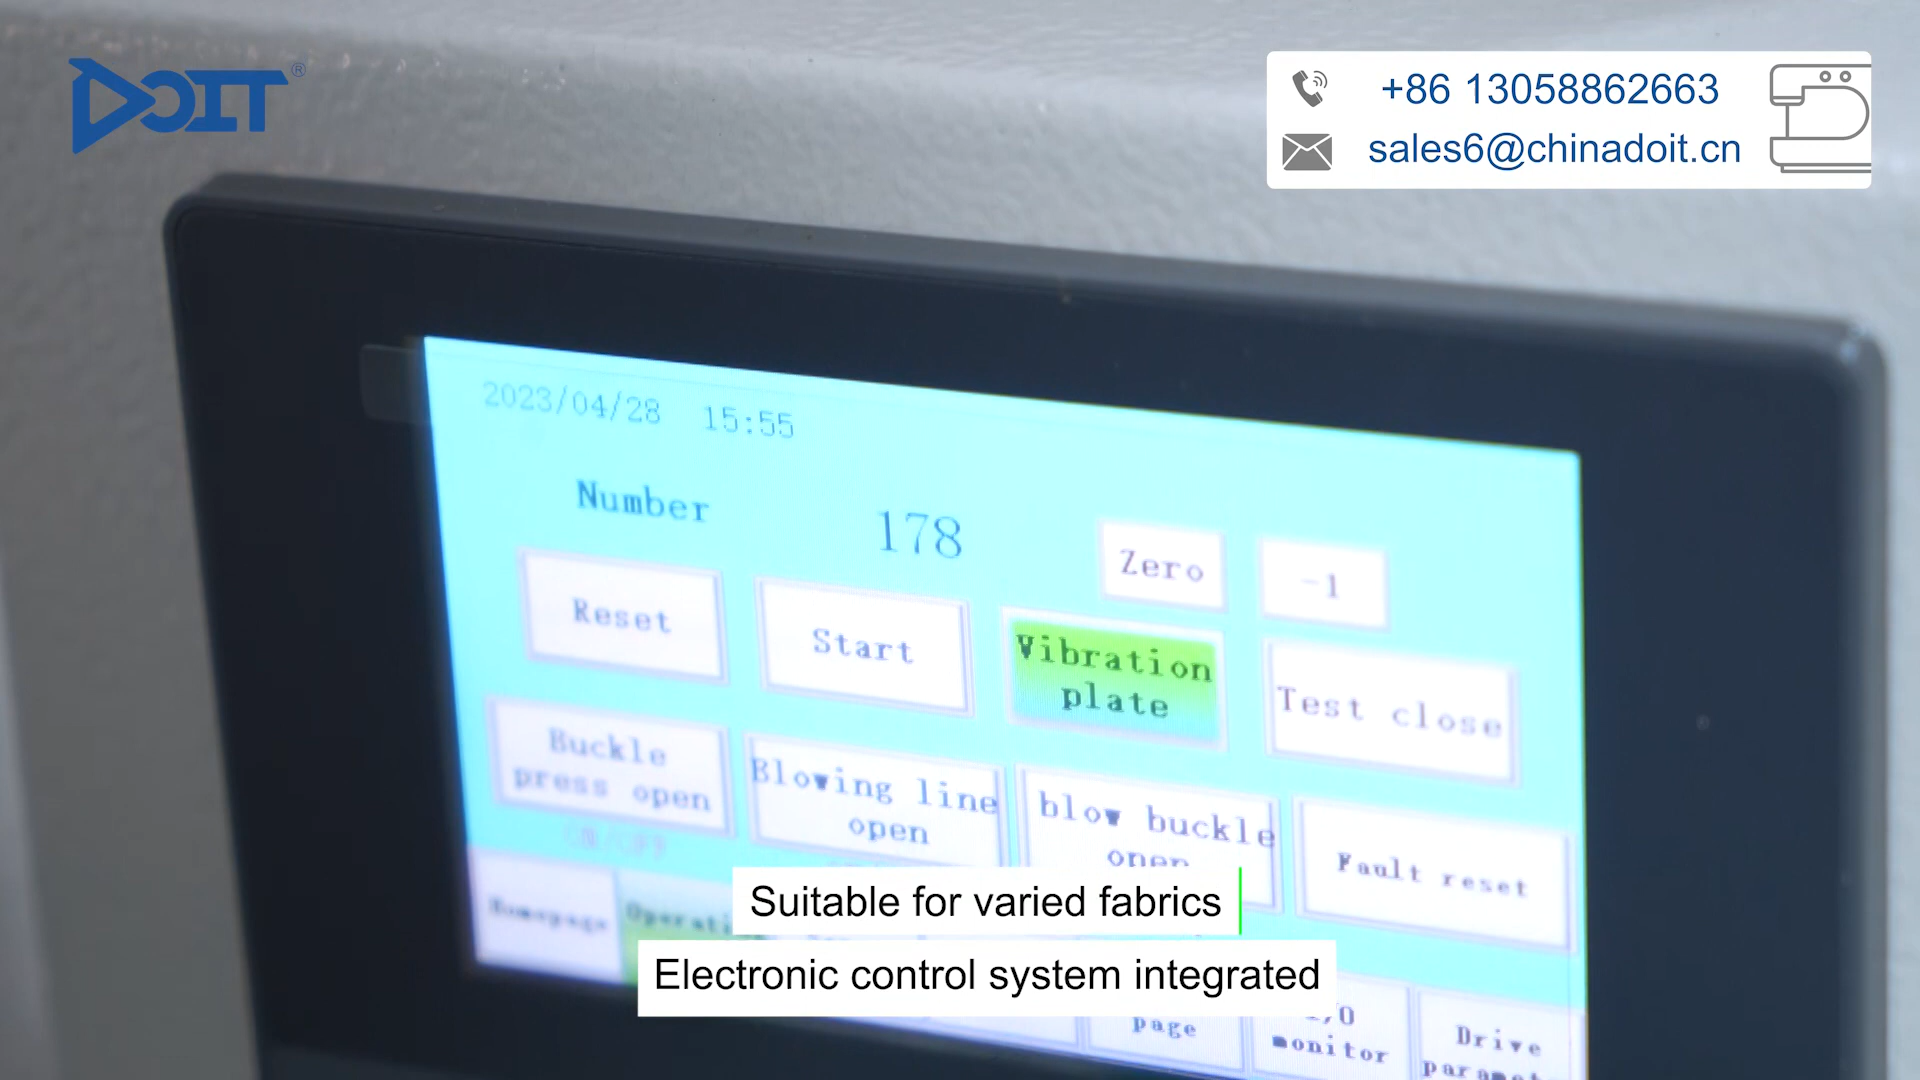 DOIT®
+86 13058862663
sales6@chinadoit.cn
2023/04/28 15:55
Number 178
Zero -1
Reset
Start
Vibration
plate
Test close
Buckle
press open
Blowing line
open
blow buckle
open
Fault reset
Homepage
Suitable for varied fabrics
Electronic control system integrated
page
I/O
monitor
Drive